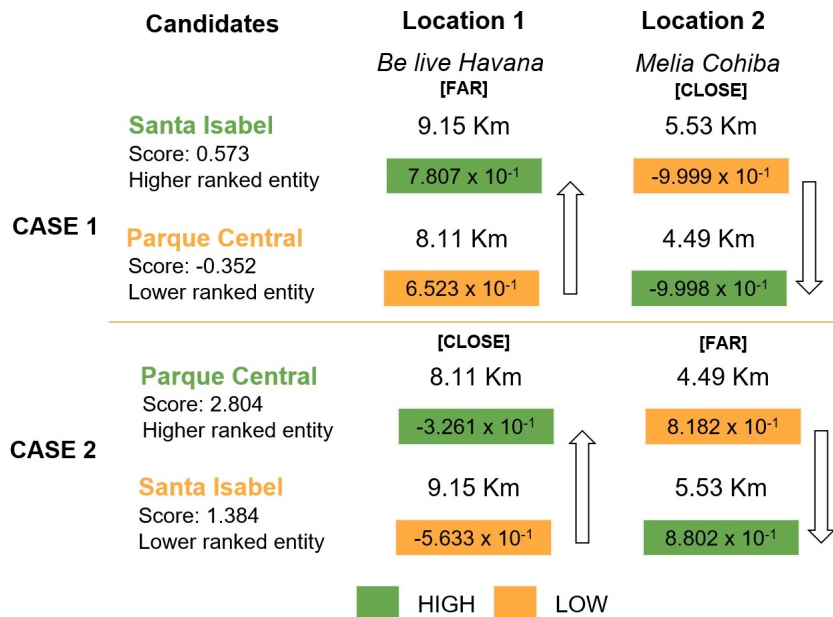 Candidates Location 1 Location 2
Be live Havana Melia Cohiba
[FAR] [CLOSE]
Santa Isabel 9.15 Km 5.53 Km
Score: 0.573
Higher ranked entity 7.807 x 10⁻¹ -9.999 x 10⁻¹
CASE 1
Parque Central 8.11 Km 4.49 Km
Score: -0.352
Lower ranked entity 6.523 x 10⁻¹ -9.998 x 10⁻¹
[CLOSE] [FAR]
Parque Central 8.11 Km 4.49 Km
Score: 2.804
Higher ranked entity -3.261 x 10⁻¹ 8.182 x 10⁻¹
CASE 2
Santa Isabel 9.15 Km 5.53 Km
Score: 1.384
Lower ranked entity -5.633 x 10⁻¹ 8.802 x 10⁻¹
HIGH LOW